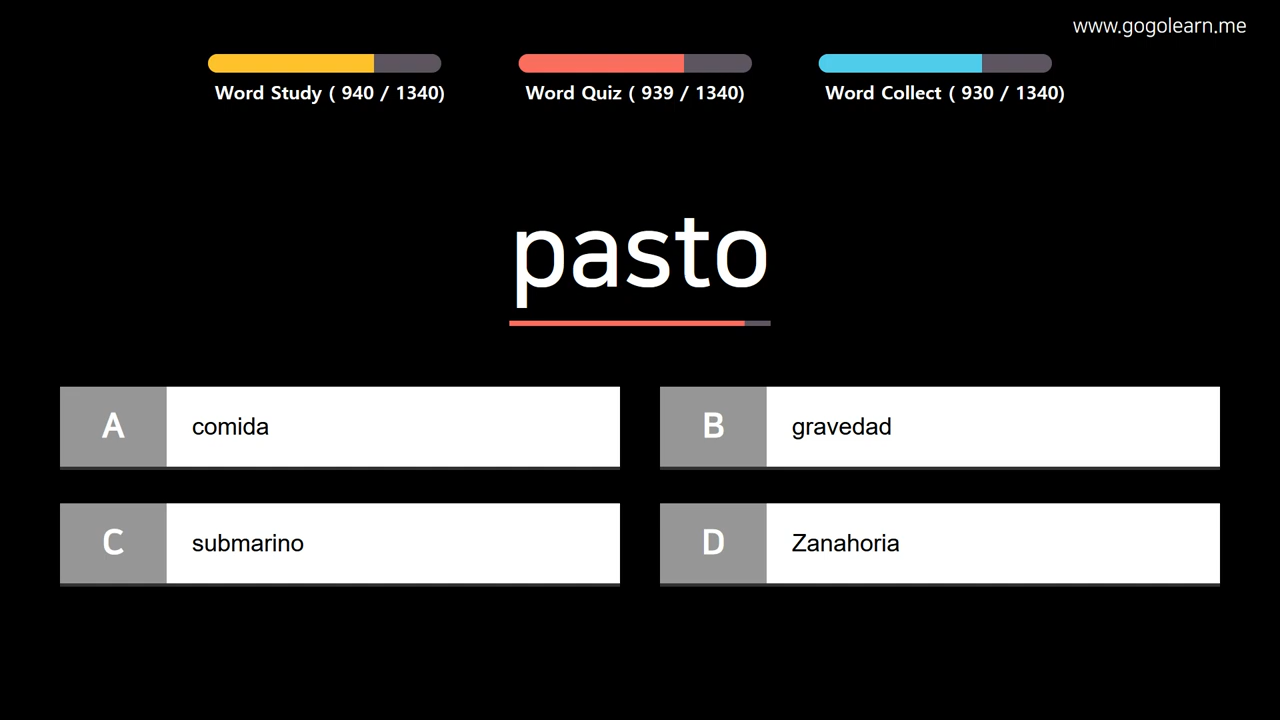 www.gogolearn.me
Word Study ( 940 / 1340)
Word Quiz ( 939 / 1340)
Word Collect ( 930 / 1340)
pasto
A
comida
B
gravedad
C
submarino
D
Zanahoria